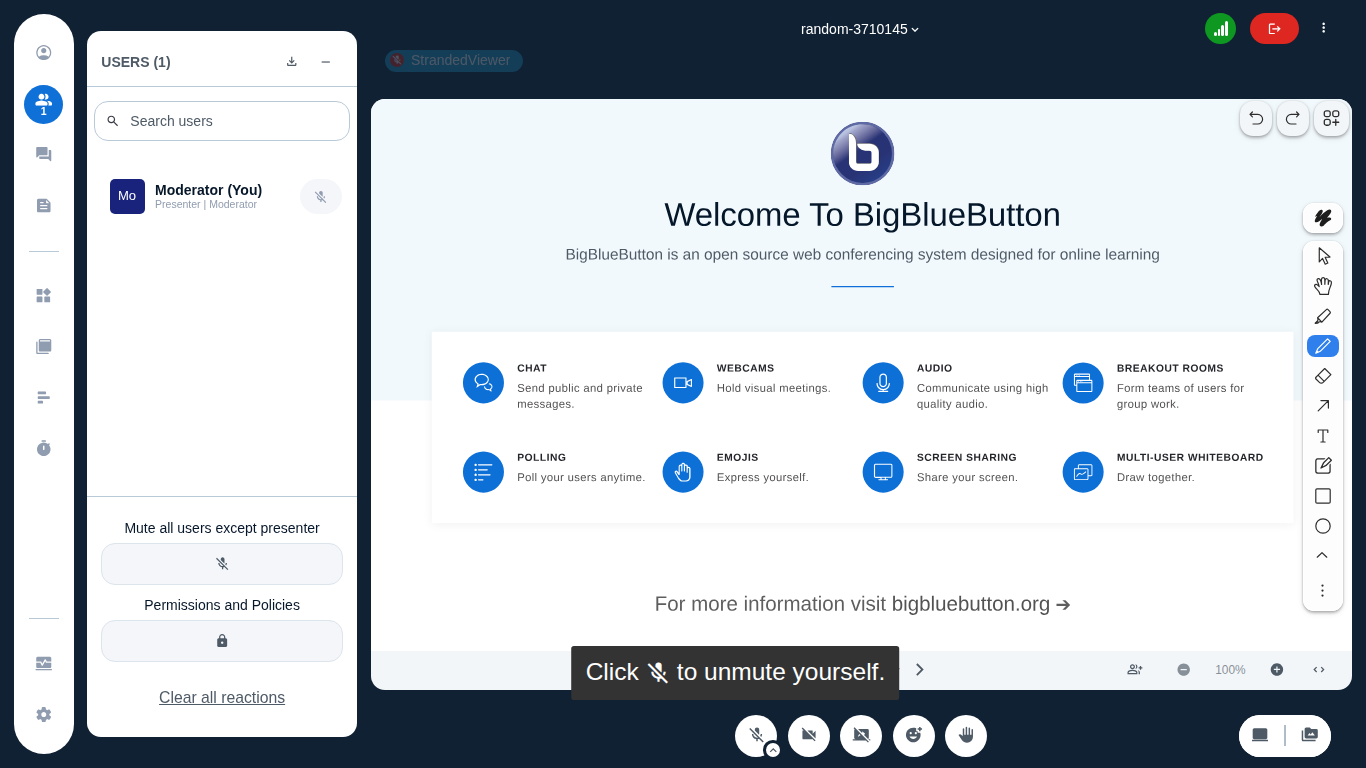 random-3710145
StrandedViewer
USERS (1)
1
Search users
Mo
Moderator (You)
Presenter | Moderator
Mute all users except presenter
Permissions and Policies
Clear all reactions
Welcome To BigBlueButton
BigBlueButton is an open source web conferencing system designed for online learning
CHAT
Send public and private
messages.
WEBCAMS
Hold visual meetings.
AUDIO
Communicate using high
quality audio.
BREAKOUT ROOMS
Form teams of users for
group work.
POLLING
Poll your users anytime.
EMOJIS
Express yourself.
SCREEN SHARING
Share your screen.
MULTI-USER WHITEBOARD
Draw together.
For more information visit bigbluebutton.org ➔
Click to unmute yourself.
100%